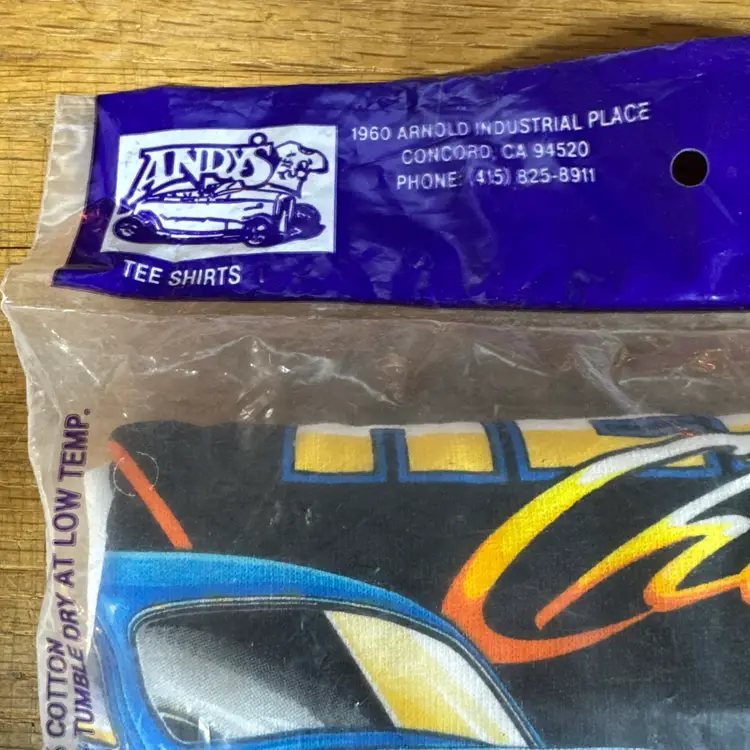 ANDY'S
TEE SHIRTS
1960 ARNOLD INDUSTRIAL PLACE
CONCORD, CA 94520
PHONE: (415) 825-8911
COTTON
TUMBLE DRY AT LOW TEMP.